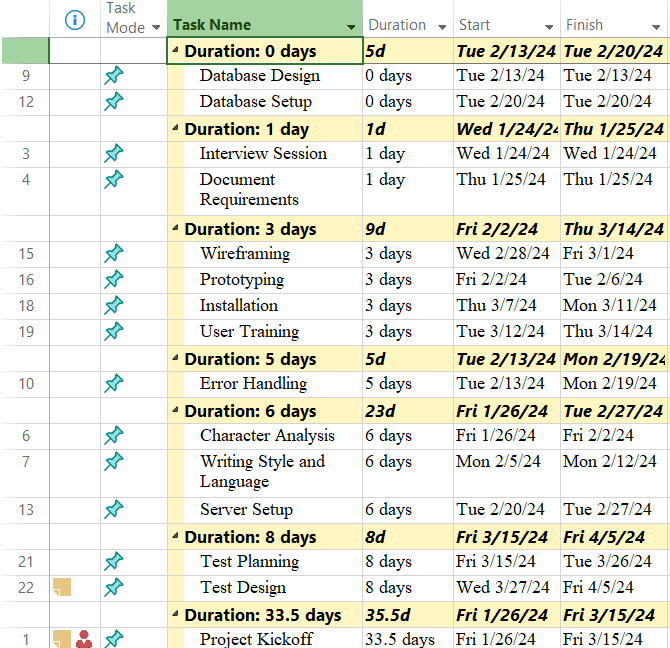 Task Mode Task Name Duration Start Finish
Duration: 0 days 5d Tue 2/13/24 Tue 2/20/24
9 Database Design 0 days Tue 2/13/24 Tue 2/13/24
12 Database Setup 0 days Tue 2/20/24 Tue 2/20/24
Duration: 1 day 1d Wed 1/24/24 Thu 1/25/24
3 Interview Session 1 day Wed 1/24/24 Wed 1/24/24
4 Document Requirements 1 day Thu 1/25/24 Thu 1/25/24
Duration: 3 days 9d Fri 2/2/24 Thu 3/14/24
15 Wireframing 3 days Wed 2/28/24 Fri 3/1/24
16 Prototyping 3 days Fri 2/2/24 Tue 2/6/24
18 Installation 3 days Thu 3/7/24 Mon 3/11/24
19 User Training 3 days Tue 3/12/24 Thu 3/14/24
Duration: 5 days 5d Tue 2/13/24 Mon 2/19/24
10 Error Handling 5 days Tue 2/13/24 Mon 2/19/24
Duration: 6 days 23d Fri 1/26/24 Tue 2/27/24
6 Character Analysis 6 days Fri 1/26/24 Fri 2/2/24
7 Writing Style and Language 6 days Mon 2/5/24 Mon 2/12/24
13 Server Setup 6 days Tue 2/20/24 Tue 2/27/24
Duration: 8 days 8d Fri 3/15/24 Fri 4/5/24
21 Test Planning 8 days Fri 3/15/24 Tue 3/26/24
22 Test Design 8 days Wed 3/27/24 Fri 4/5/24
Duration: 33.5 days 35.5d Fri 1/26/24 Fri 3/15/24
1 Project Kickoff 33.5 days Fri 1/26/24 Fri 3/15/24